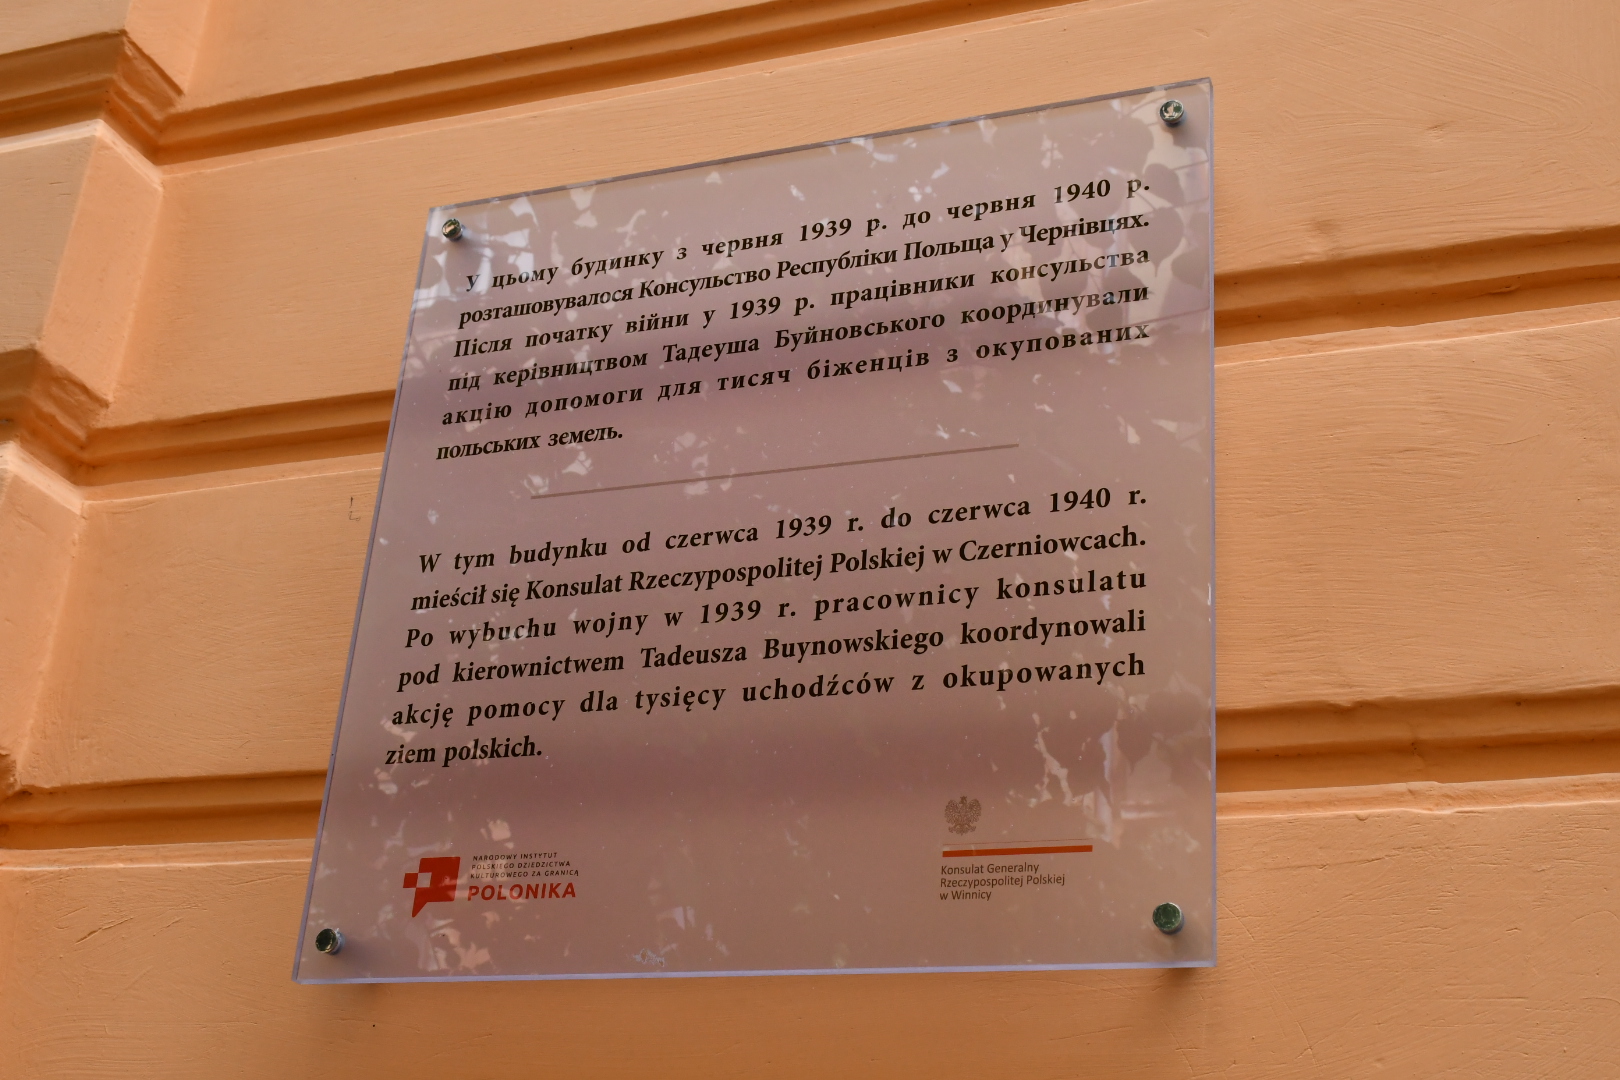 У цьому будинку з червня 1939 р. до червня 1940 р.
розташовувалося Консульство Республіки Польща у Чернівцях.
Після початку війни у 1939 р. працівники консульства
під керівництвом Тадеуша Буйновського координували
акцію допомоги для тисяч біженців з окупованих
польських земель.
W tym budynku od czerwca 1939 r. do czerwca 1940 r.
mieścił się Konsulat Rzeczypospolitej Polskiej w Czerniowcach.
Po wybuchu wojny w 1939 r. pracownicy konsulatu
pod kierownictwem Tadeusza Buynowskiego koordynowali
akcję pomocy dla tysięcy uchodźców z okupowanych
ziem polskich.
NARODOWY INSTYTUT
POLSKIEGO DZIEDZICTWA
KULTUROWEGO ZA GRANICĄ
POLONIKA
Konsulat Generalny
Rzeczypospolitej Polskiej
w Winnicy